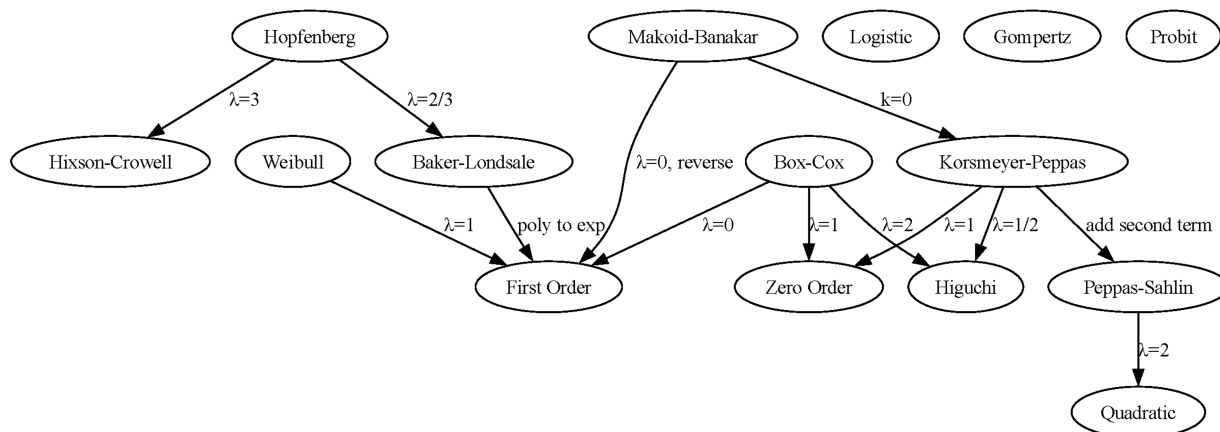 Hopfenberg
Makoid-Banakar
Logistic
Gompertz
Probit
λ=3
λ=2/3
k=0
Hixson-Crowell
Weibull
Baker-Londsale
λ=0, reverse
Box-Cox
Korsmeyer-Peppas
λ=1
poly to exp
λ=0
λ=1
λ=2
λ=1
λ=1/2
add second term
First Order
Zero Order
Higuchi
Peppas-Sahlin
λ=2
Quadratic